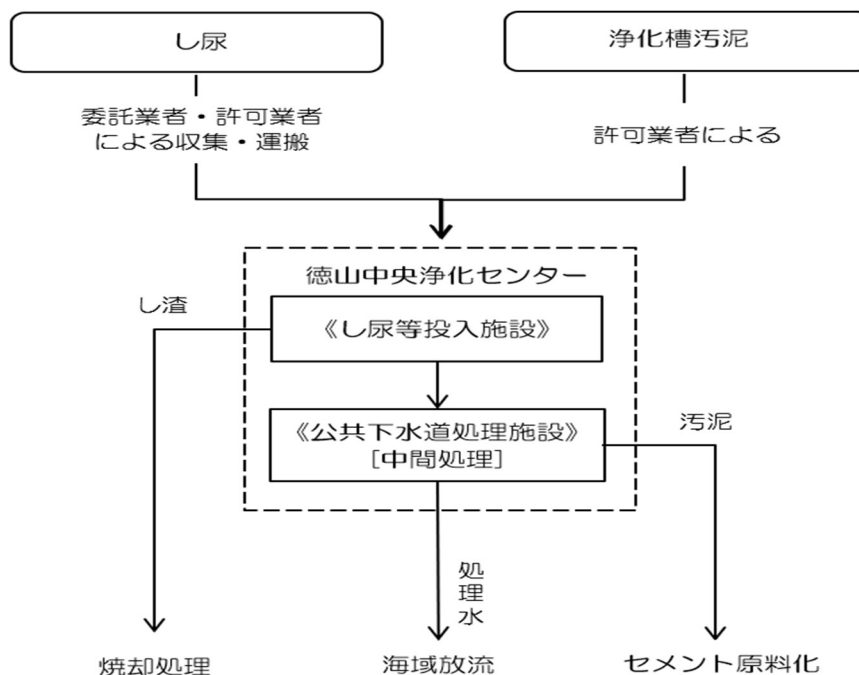 し尿
浄化槽汚泥
委託業者・許可業者
による収集・運搬
許可業者による
徳山中央浄化センター
し渣
《し尿等投入施設》
《公共下水道処理施設》
[中間処理]
汚泥
処理水
焼却処理
海域放流
セメント原料化